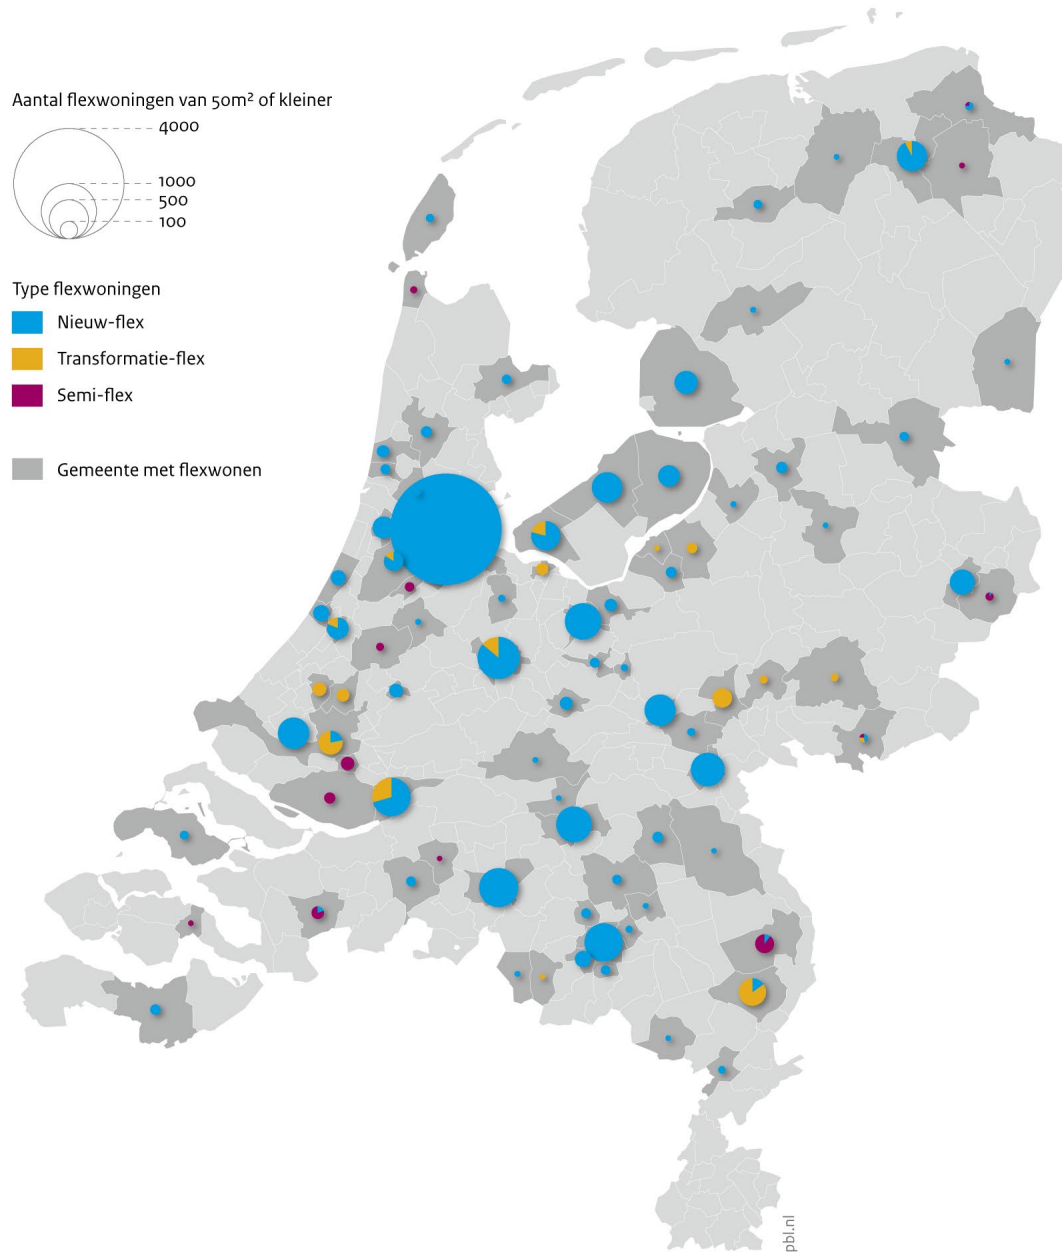 Aantal flexwoningen van 50m² of kleiner
4000
1000
500
100
Type flexwoningen
Nieuw-flex
Transformatie-flex
Semi-flex
Gemeente met flexwonen
pbl.nl